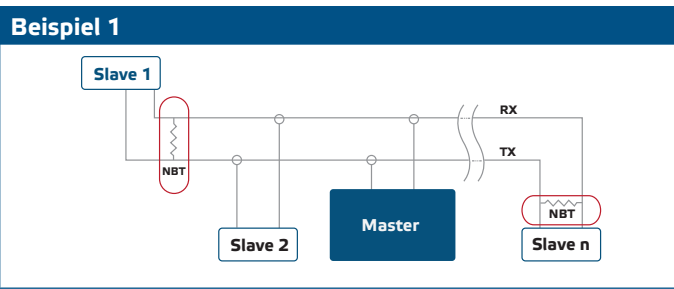 Beispiel 1
Slave 1
RX
TX
NBT
NBT
Master
Slave 2
Slave n